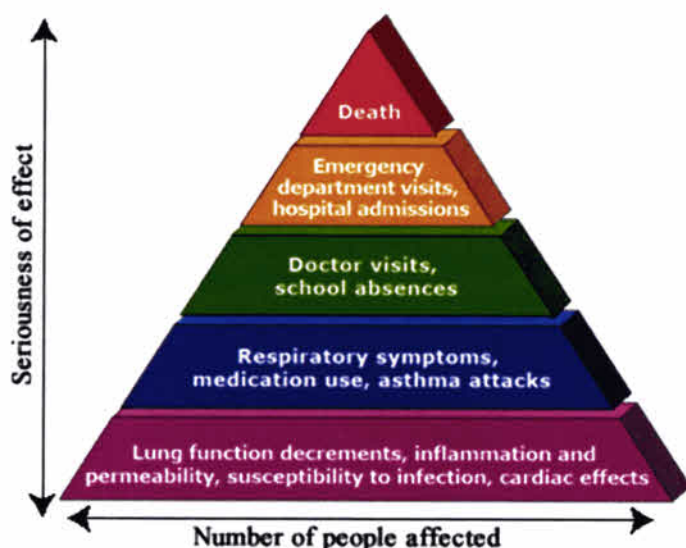 Seriousness of effect
Death
Emergency
department visits,
hospital admissions
Doctor visits,
school absences
Respiratory symptoms,
medication use, asthma attacks
Lung function decrements, inflammation and
permeability, susceptibility to infection, cardiac effects
Number of people affected